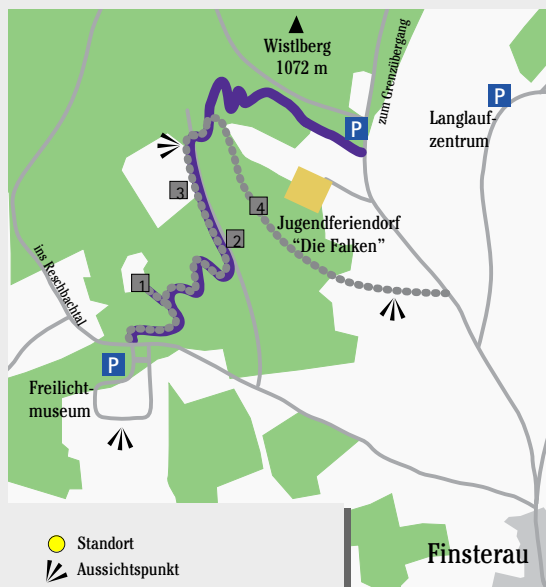 Wistlberg
1072 m
zum Grenzübergang
P
P
Langlauf-
zentrum
3
4
Jugendferiendorf
"Die Falken"
2
ins Reschbachtal
1
P
Freilicht-
museum
Standort
Aussichtspunkt
Finsterau